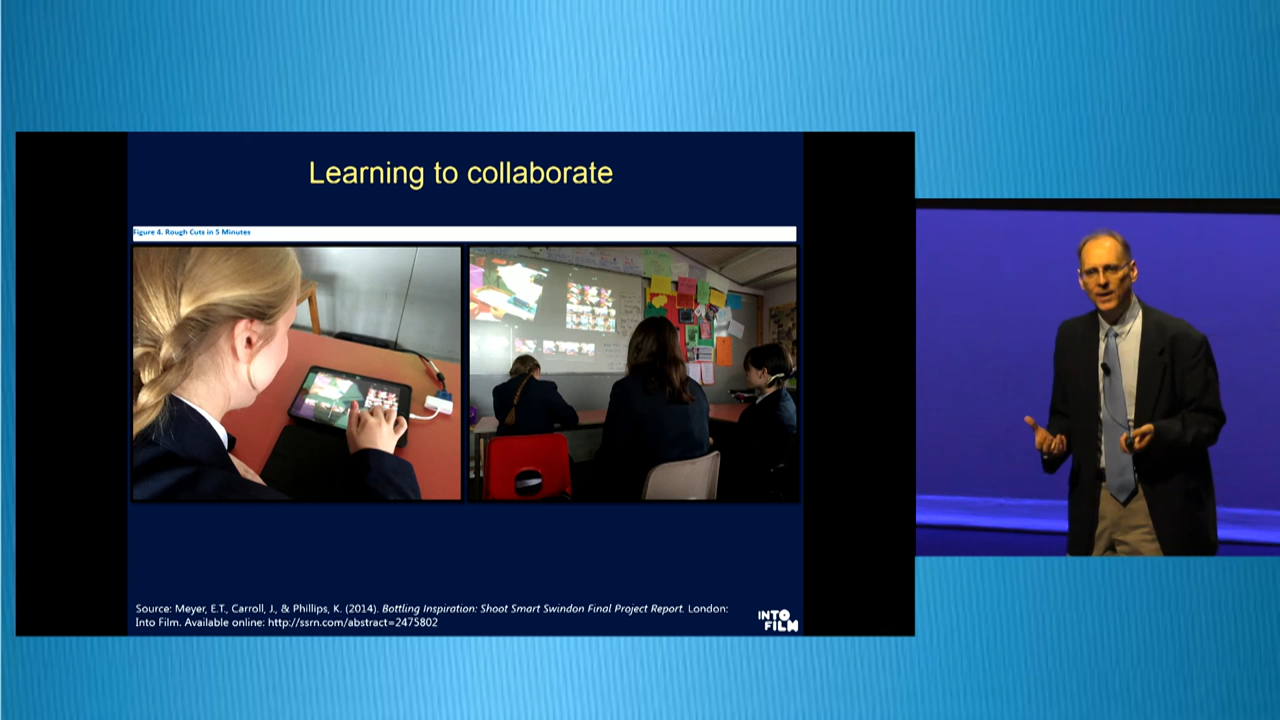 Learning to collaborate
Figure 4. Rough Cuts in 5 Minutes
Source: Meyer, E.T., Carroll, J., & Phillips, K. (2014). Bottling Inspiration: Shoot Smart Swindon Final Project Report. London:
Into Film. Available online: http://ssrn.com/abstract=2475802
INTO
FILM